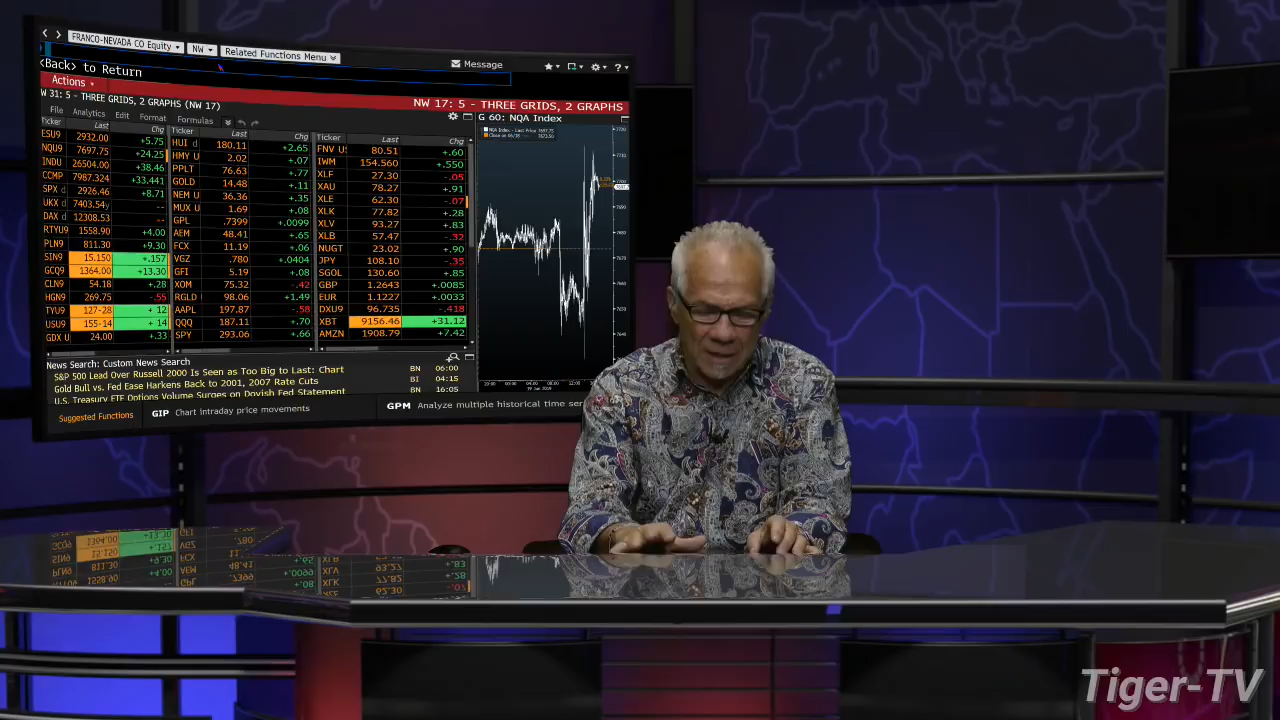 FRANCO-NEVADA CO Equity NW Related Functions Menu
Message
<Back> to Return
Actions
W 31: 5 - THREE GRIDS, 2 GRAPHS (NW 17)
NW 17: 5 - THREE GRIDS, 2 GRAPHS
File Analytics Edit Format Formulas
G 60: NQA Index
Ticker Last Chg
ESU9 2932.00 +5.75
NQU9 7697.75 +24.25
INDU 26504.00 +38.46
CCMP 7987.324 +33.441
SPX d 2926.46 +8.71
UKX d 7403.54y --
DAX d 12308.53 --
RTYU9 1558.90 +4.00
PLN9 811.30 +9.30
SIN9 15.150 +.157
GCQ9 1364.00 +13.30
CLN9 54.18 +.28
HGN9 269.75 -.55
TYU9 127-28 + 12
USU9 155-14 + 14
GDX U 24.00 +.33
Ticker Last Chg
HUI d 180.11 +2.65
HMY U 2.02 +.07
PPLT 76.63 +.77
GOLD 14.48 +.11
NEM U 36.36 +.35
MUX U 1.69 +.08
GPL .7399 +.0099
AEM 48.41 +.65
FCX 11.19 +.06
VGZ .780 +.0404
GFI 5.19 +.08
XOM 75.32 -.42
RGLD 98.06 +1.49
AAPL 197.87 -.58
QQQ 187.11 +.70
SPY 293.06 +.66
Ticker Last Chg
FNV US 80.51 +.60
IWM 154.560 +.550
XLF 27.30 -.05
XAU 78.27 +.91
XLE 62.30 -.07
XLK 77.82 +.28
XLV 93.27 +.83
XLB 57.47 -.32
NUGT 23.02 +.90
JPY 108.10 -.35
SGOL 130.60 +.85
GBP 1.2643 +.0085
EUR 1.1227 +.0033
DXU9 96.735 -.418
XBT 9156.46 +31.12
AMZN 1908.79 +7.42
News Search: Custom News Search
S&P 500 Lead Over Russell 2000 Is Seen as Too Big to Last: Chart BN 06:00
Gold Bull vs. Fed Ease Harkens Back to 2001, 2007 Rate Cuts BI 04:15
U.S. Treasury ETF Options Volume Surges on Dovish Fed Statement BN 16:05
Suggested Functions GIP Chart intraday price movements GPM Analyze multiple historical time ser
Tiger-TV